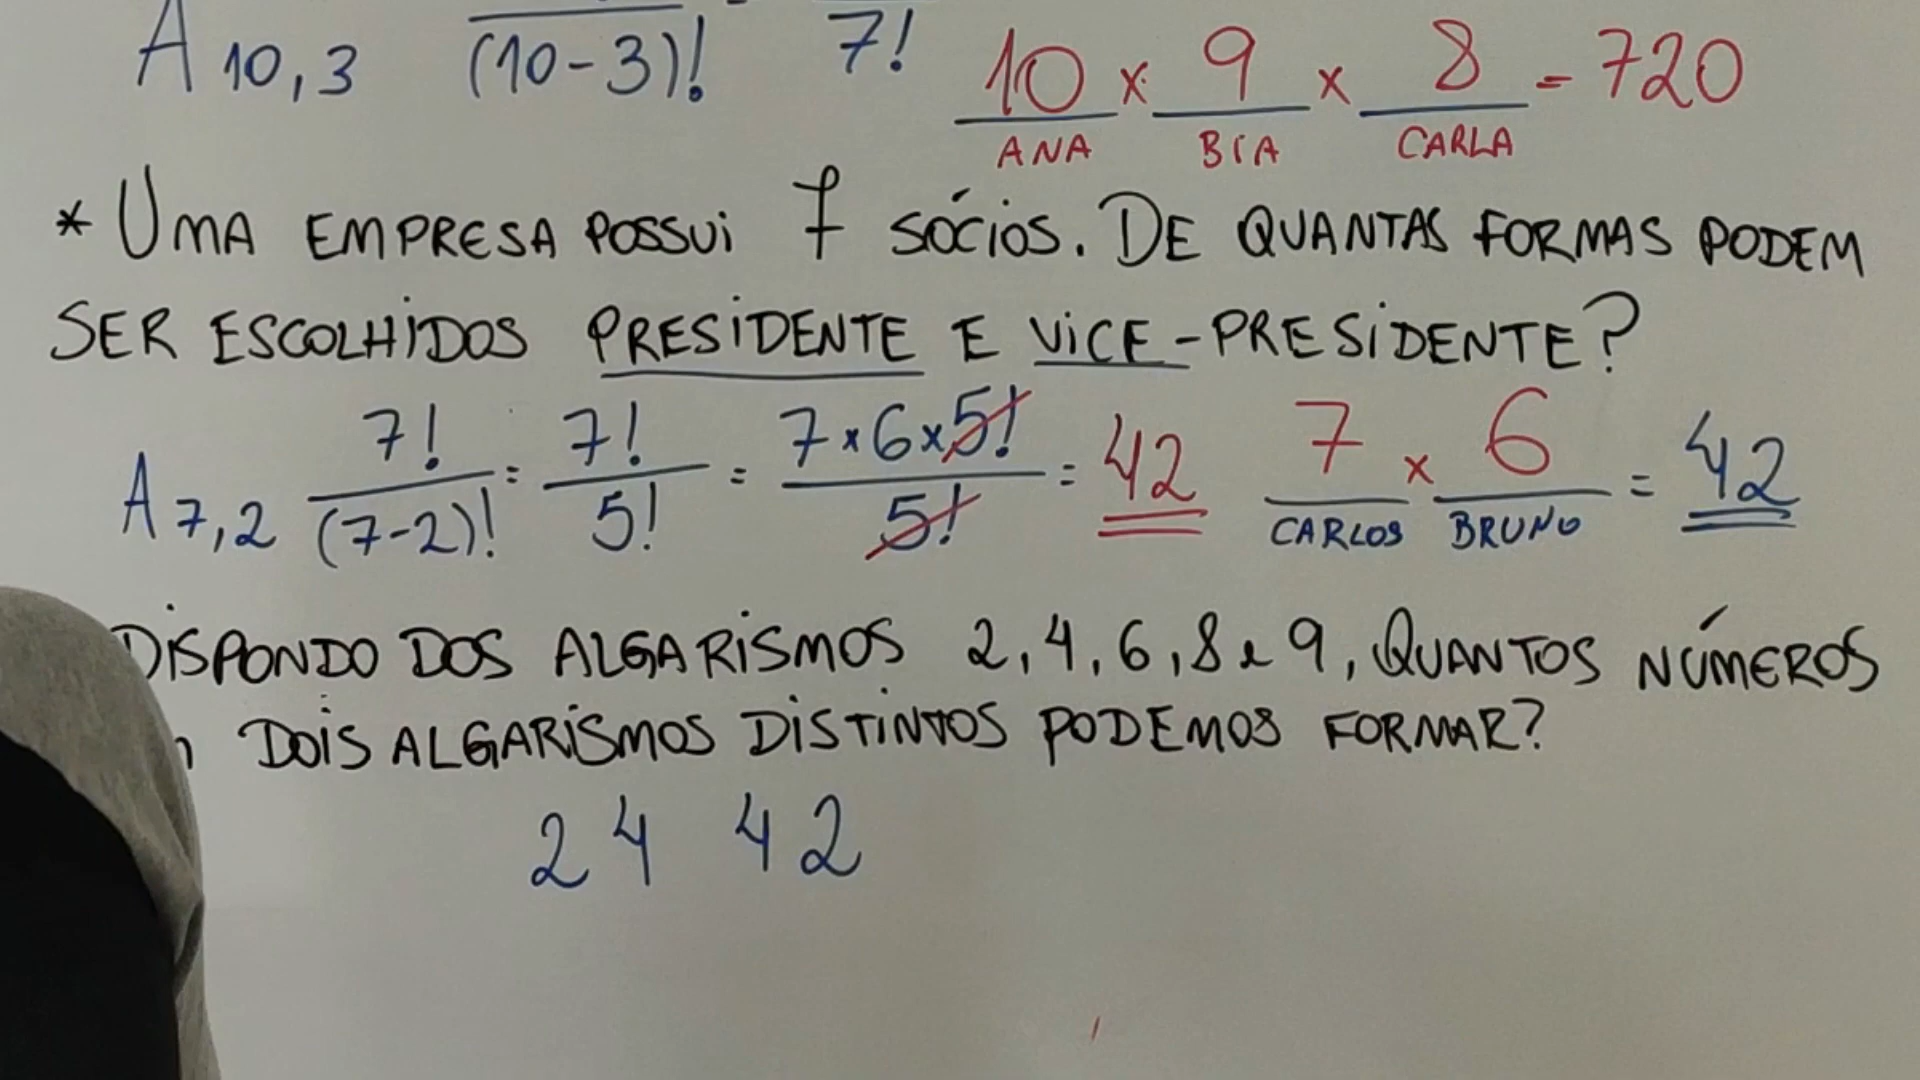 A 10,3 (10-3)! 7! 10 x 9 x 8 = 720
ANA BIA CARLA
* UMA EMPRESA POSSUI 7 SÓCIOS. DE QUANTAS FORMAS PODEM
SER ESCOLHIDOS PRESIDENTE E VICE-PRESIDENTE?
A 7,2 7!/(7-2)! = 7!/5! = 7x6x5!/5! = 42 7 x 6 = 42
CARLOS BRUNO
DISPONDO DOS ALGARISMOS 2, 4, 6, 8 e 9, QUANTOS NÚMEROS
DOIS ALGARISMOS DISTINTOS PODEMOS FORMAR?
24 42